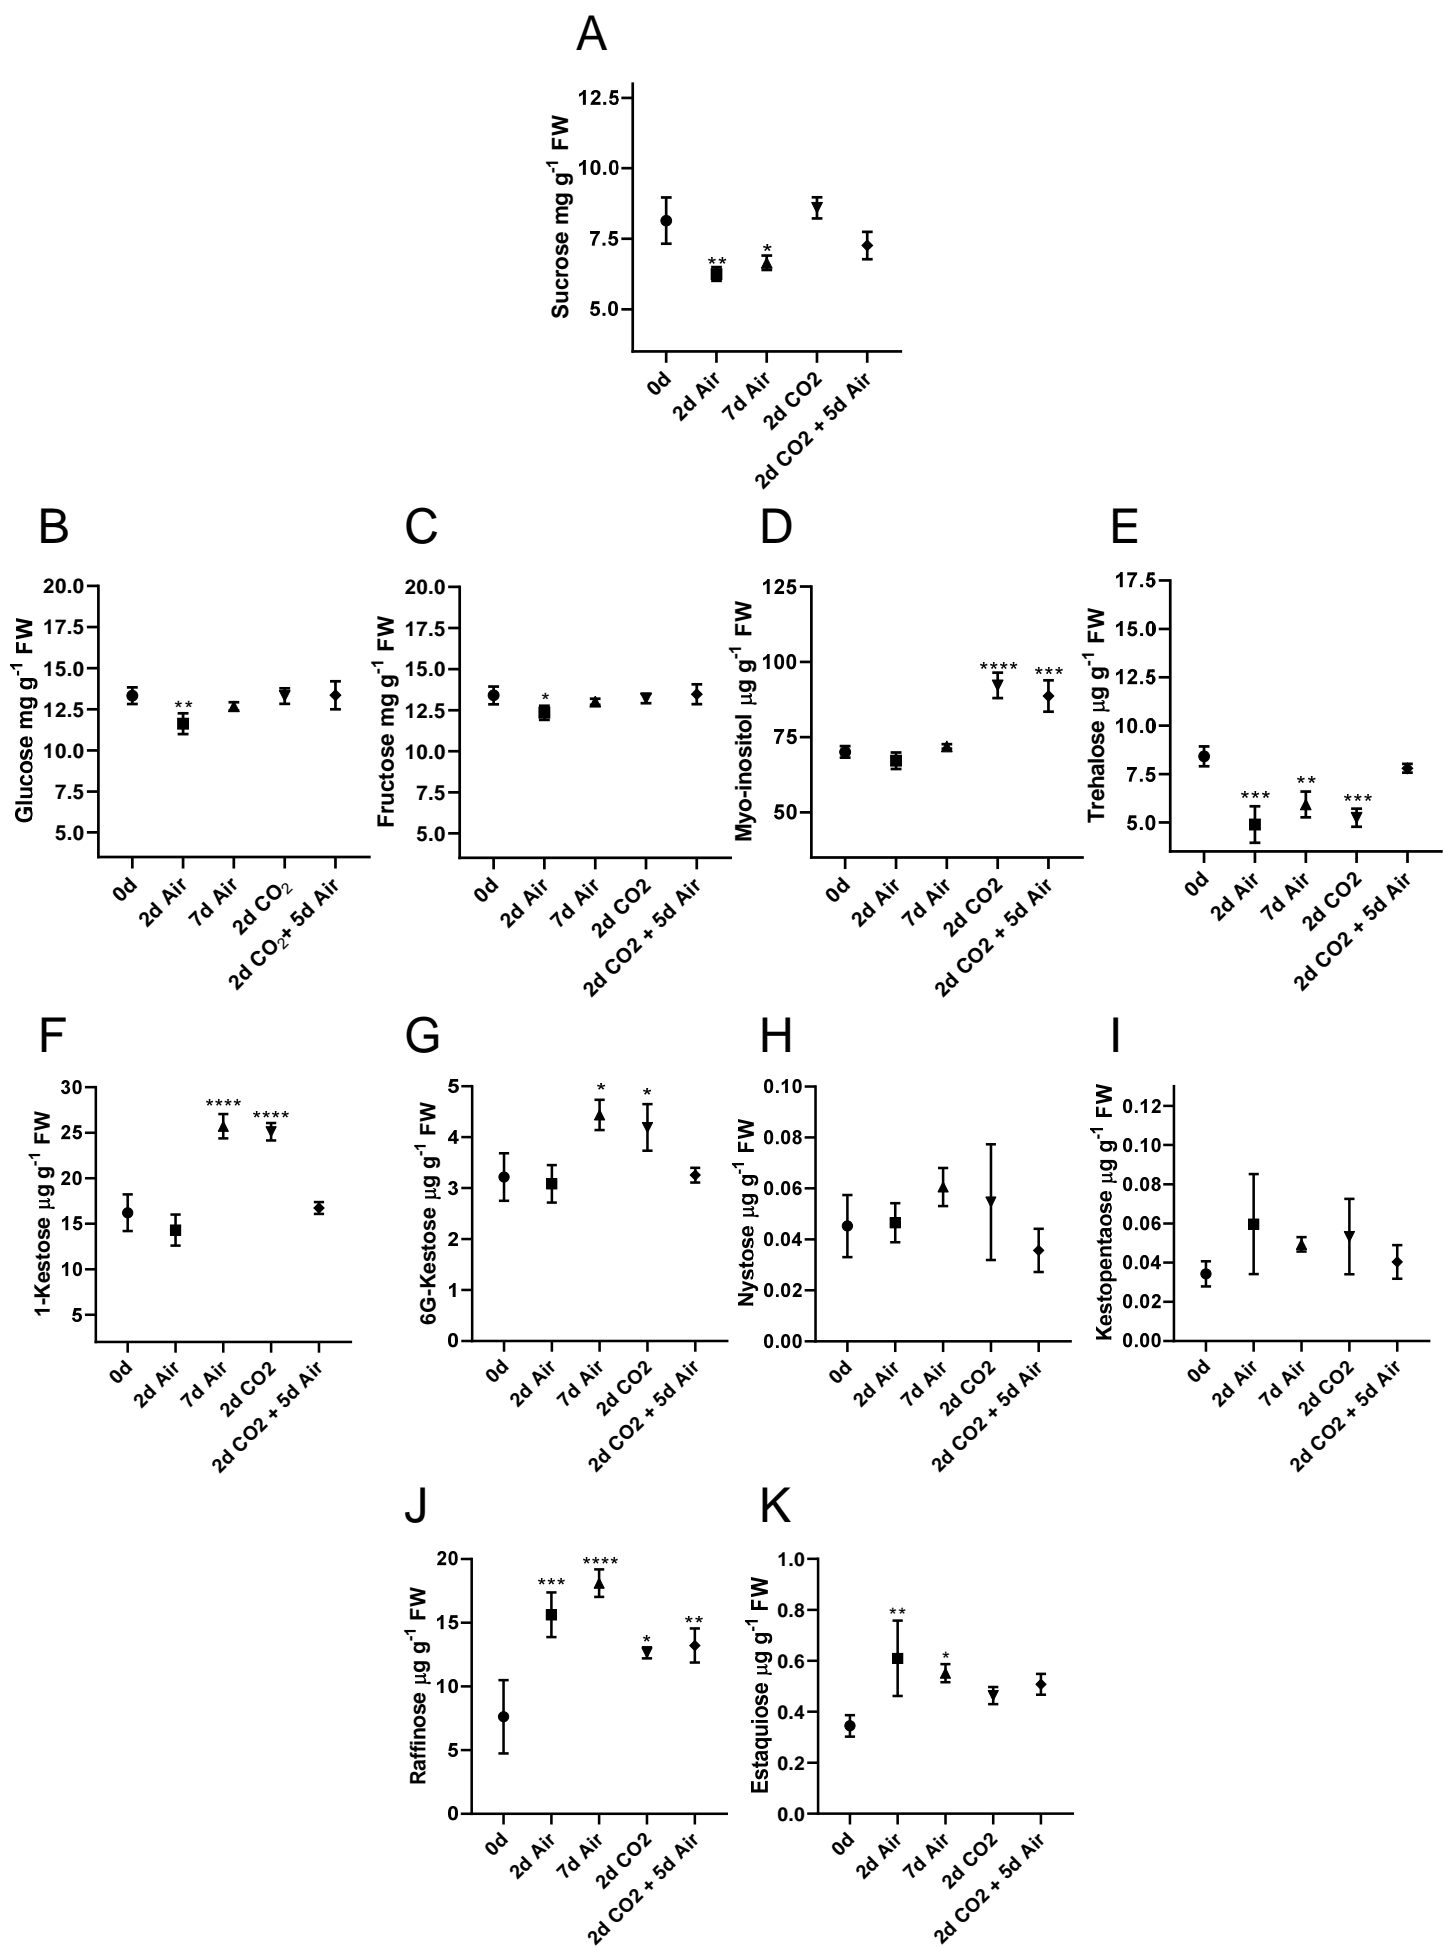 A
Sucrose mg g-1 FW
12.5
10.0
7.5
5.0
**
*
0d
2d Air
7d Air
2d CO2
2d CO2 + 5d Air
B
Glucose mg g-1 FW
20.0
17.5
15.0
12.5
10.0
7.5
5.0
**
0d
2d Air
7d Air
2d CO₂
2d CO₂+ 5d Air
C
Fructose mg g-1 FW
20.0
17.5
15.0
12.5
10.0
7.5
5.0
*
0d
2d Air
7d Air
2d CO2
2d CO2 + 5d Air
D
Myo-inositol µg g-1 FW
125
100
75
50
****
***
0d
2d Air
7d Air
2d CO2
2d CO2 + 5d Air
E
Trehalose µg g-1 FW
17.5
15.0
12.5
10.0
7.5
5.0
***
**
***
0d
2d Air
7d Air
2d CO2
2d CO2 + 5d Air
F
1-Kestose µg g-1 FW
30
25
20
15
10
5
****
****
0d
2d Air
7d Air
2d CO2
2d CO2 + 5d Air
G
6G-Kestose µg g-1 FW
5
4
3
2
1
0
*
*
0d
2d Air
7d Air
2d CO2
2d CO2 + 5d Air
H
Nystose µg g-1 FW
0.10
0.08
0.06
0.04
0.02
0.00
0d
2d Air
7d Air
2d CO2
2d CO2 + 5d Air
I
Kestopentaose µg g-1 FW
0.12
0.10
0.08
0.06
0.04
0.02
0.00
0d
2d Air
7d Air
2d CO2
2d CO2 + 5d Air
J
Raffinose µg g-1 FW
20
15
10
5
0
***
****
*
**
0d
2d Air
7d Air
2d CO2
2d CO2 + 5d Air
K
Estaquiose µg g-1 FW
1.0
0.8
0.6
0.4
0.2
0.0
**
*
0d
2d Air
7d Air
2d CO2
2d CO2 + 5d Air